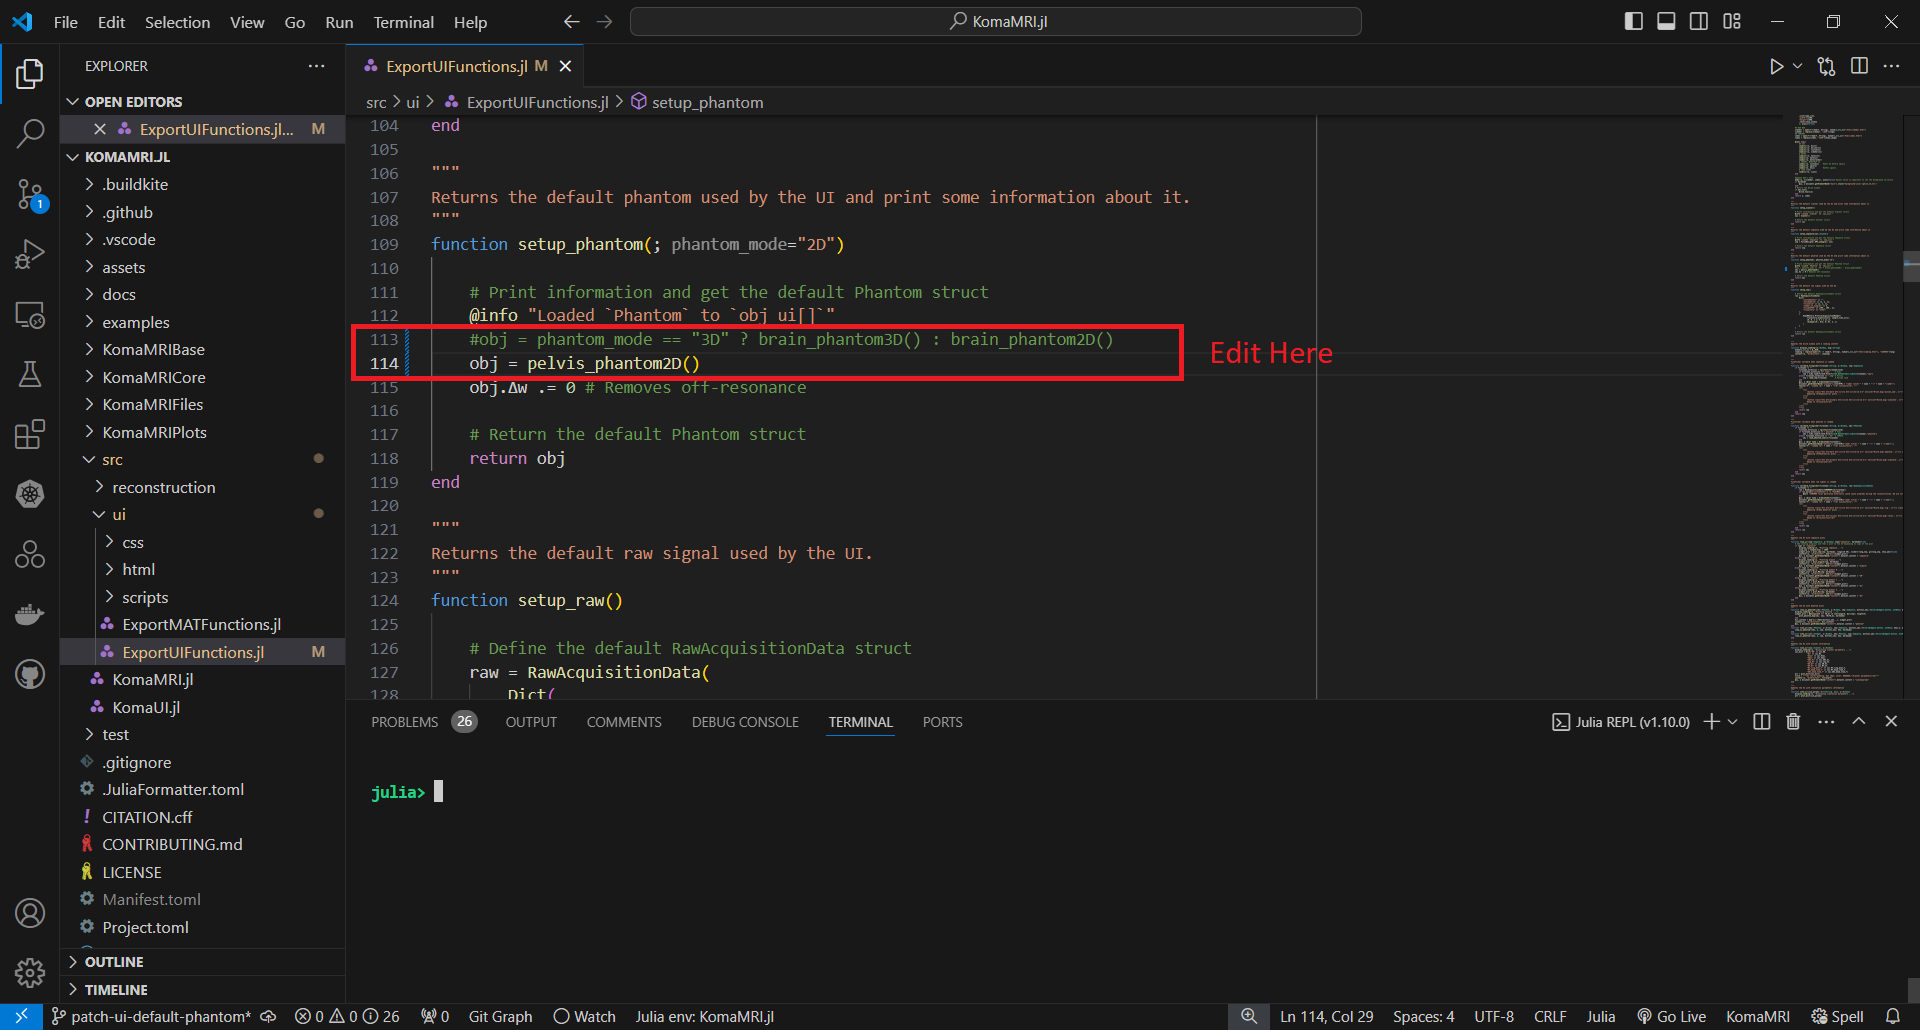 File Edit Selection View Go Run Terminal Help
KomaMRI.jl
EXPLORER
OPEN EDITORS
ExportUIFunctions.jl... M
KOMAMRI.JL
.buildkite
.github
.vscode
assets
docs
examples
KomaMRIBase
KomaMRICore
KomaMRIFiles
KomaMRIPlots
src
reconstruction
ui
css
html
scripts
ExportMATFunctions.jl
ExportUIFunctions.jl M
KomaMRI.jl
KomaUI.jl
test
.gitignore
.JuliaFormatter.toml
CITATION.cff
CONTRIBUTING.md
LICENSE
Manifest.toml
Project.toml
OUTLINE
TIMELINE
1
ExportUIFunctions.jl M
src > ui > ExportUIFunctions.jl > setup_phantom
104 end
105
106 """
107 Returns the default phantom used by the UI and print some information about it.
108 """
109 function setup_phantom(; phantom_mode="2D")
110
111 # Print information and get the default Phantom struct
112 @info "Loaded `Phantom` to `obj_ui[]`"
113 #obj = phantom_mode == "3D" ? brain_phantom3D() : brain_phantom2D()
114 obj = pelvis_phantom2D()
Edit Here
115 obj.Δw .= 0 # Removes off-resonance
116
117 # Return the default Phantom struct
118 return obj
119 end
120
121 """
122 Returns the default raw signal used by the UI.
123 """
124 function setup_raw()
125
126 # Define the default RawAcquisitionData struct
127 raw = RawAcquisitionData(
128 Dict(
PROBLEMS 26 OUTPUT COMMENTS DEBUG CONSOLE TERMINAL PORTS
Julia REPL (v1.10.0)
julia>
patch-ui-default-phantom* 0 0 26 0 Git Graph Watch Julia env: KomaMRI.jl
Ln 114, Col 29 Spaces: 4 UTF-8 CRLF Julia Go Live KomaMRI Spell